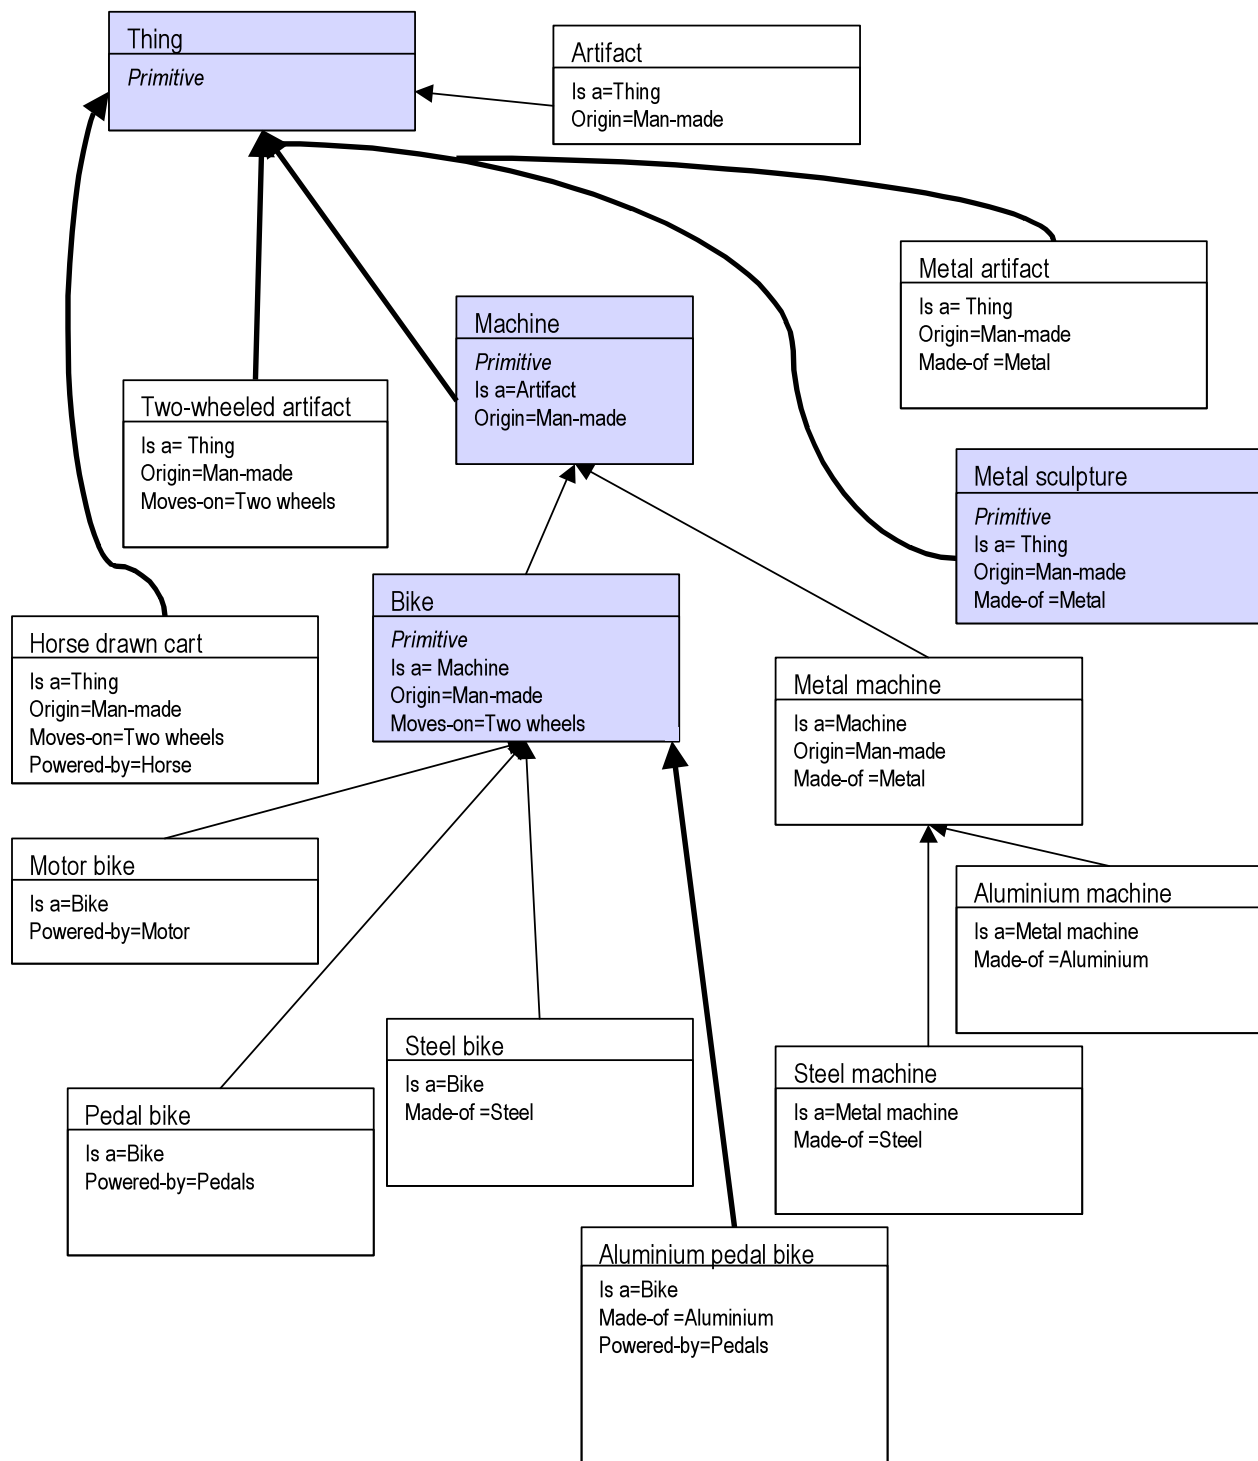 Thing
Primitive
Artifact
Is a=Thing
Origin=Man-made
Metal artifact
Is a= Thing
Origin=Man-made
Made-of =Metal
Machine
Primitive
Is a=Artifact
Origin=Man-made
Two-wheeled artifact
Is a= Thing
Origin=Man-made
Moves-on=Two wheels
Metal sculpture
Primitive
Is a= Thing
Origin=Man-made
Made-of =Metal
Bike
Primitive
Is a= Machine
Origin=Man-made
Moves-on=Two wheels
Horse drawn cart
Is a=Thing
Origin=Man-made
Moves-on=Two wheels
Powered-by=Horse
Metal machine
Is a=Machine
Origin=Man-made
Made-of =Metal
Motor bike
Is a=Bike
Powered-by=Motor
Aluminium machine
Is a=Metal machine
Made-of =Aluminium
Steel bike
Is a=Bike
Made-of =Steel
Steel machine
Is a=Metal machine
Made-of =Steel
Pedal bike
Is a=Bike
Powered-by=Pedals
Aluminium pedal bike
Is a=Bike
Made-of =Aluminium
Powered-by=Pedals